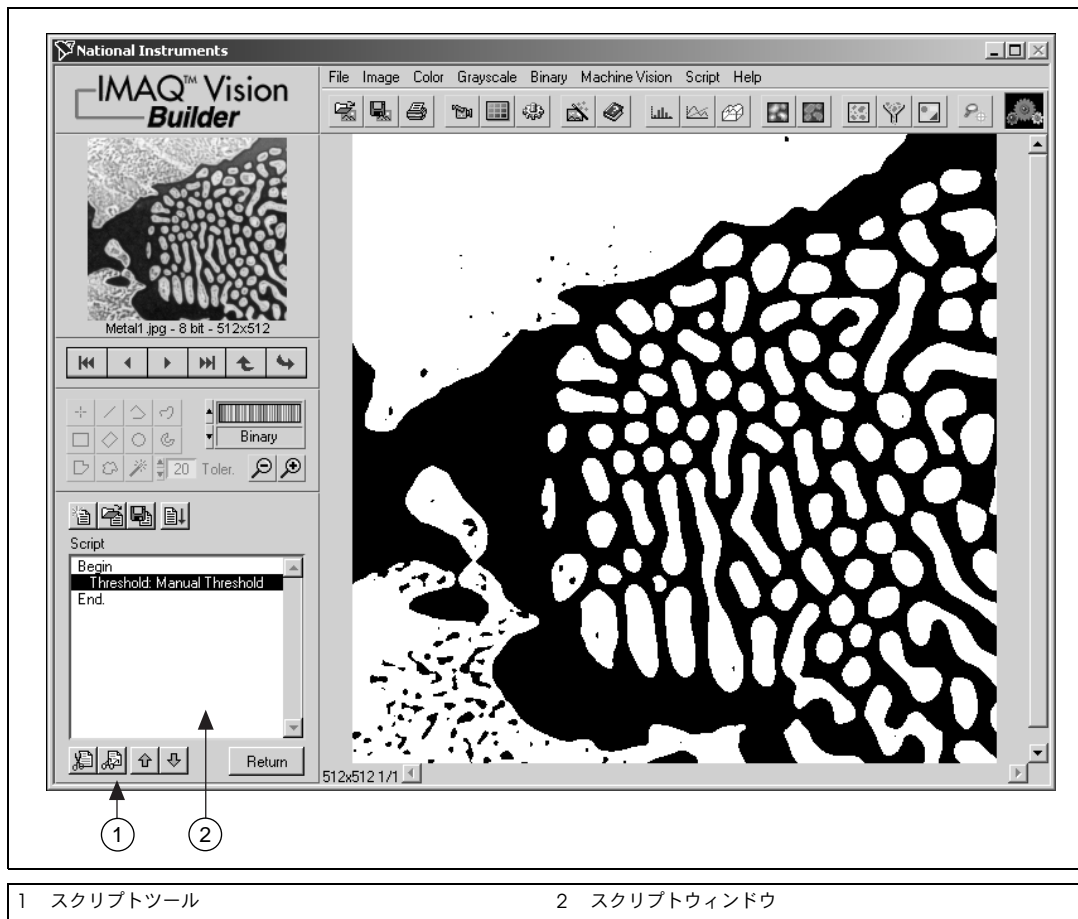 National Instruments
IMAQ™ Vision
Builder
File Image Color Grayscale Binary Machine Vision Script Help
Metal1.jpg - 8 bit - 512x512
Binary
20 Toler.
Script
Begin
Threshold: Manual Threshold
End.
Return
512x512 1/1
1
2
1 スクリプトツール
2 スクリプトウィンドウ